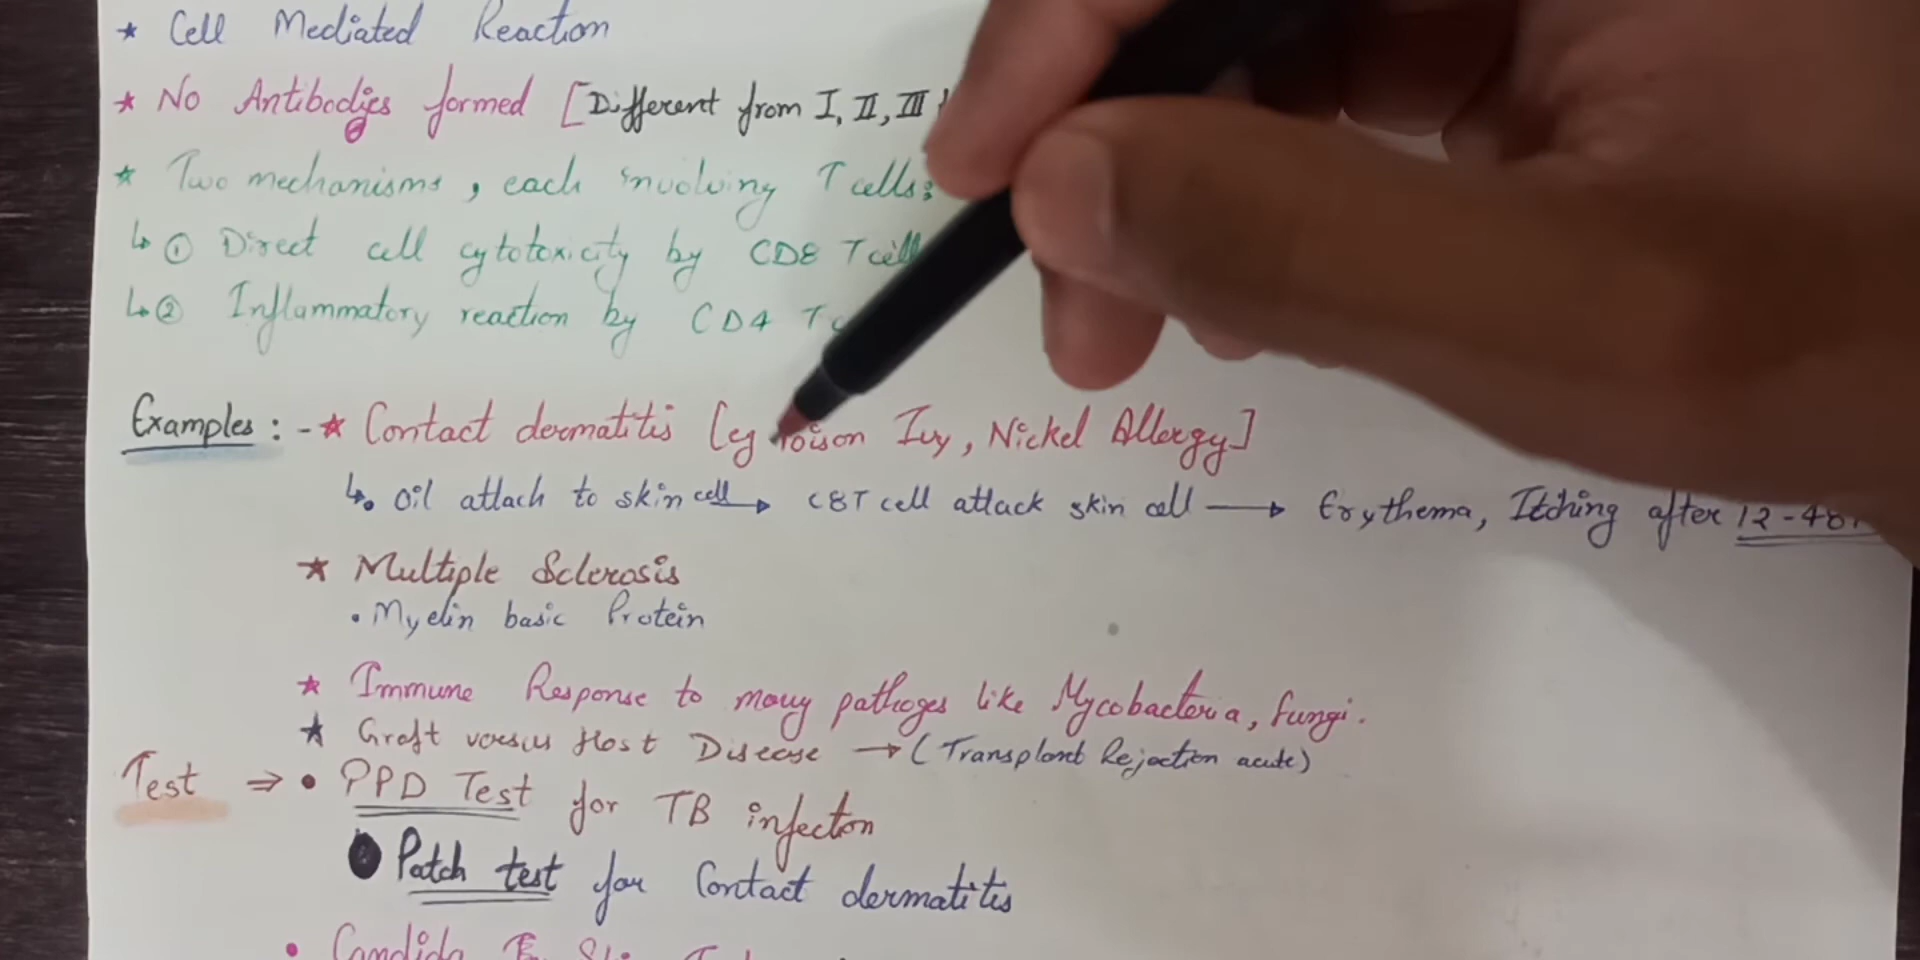 ★ Cell Mediated Reaction
★ No Antibodies formed [Different from I, II, III
★ Two mechanisms, each involving T cells:
↳ ① Direct cell cytotoxicity by CD8 T cell
↳ ② Inflammatory reaction by CD4 T
Examples :- ★ Contact dermatitis [eg Poison Ivy, Nickel Allergy]
↳ • Oil attach to skin cell → C8T cell attack skin cell → Erythema, Itching after 12-48
★ Multiple Sclerosis
• Myelin basic Protein
★ Immune Response to many pathoges like Mycobacteria, fungi.
★ Graft versus Host Disease → (Transplant Rejection acute)
Test ⇒ • PPD Test for TB infecton
● Patch test for Contact dermatitis
• Candida